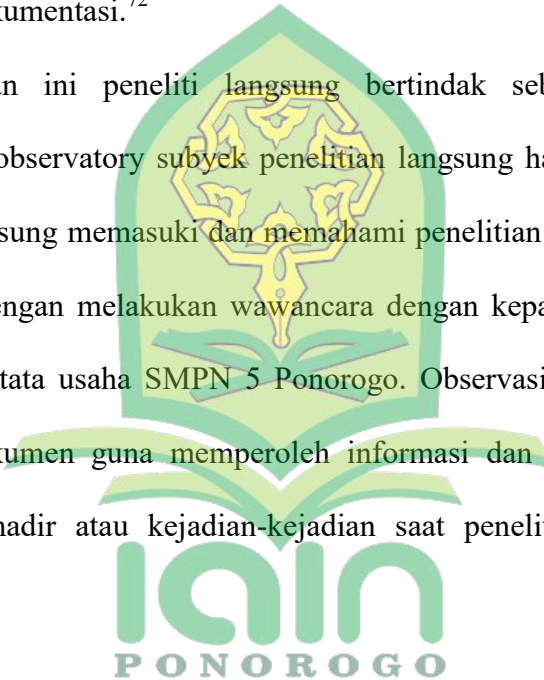 kumentasi.72
an ini peneliti langsung bertindak seb
observatory subyek penelitian langsung ha
sung memasuki dan memahami penelitian
engan melakukan wawancara dengan kepa
tata usaha SMPN 5 Ponorogo. Observasi
kumen guna memperoleh informasi dan
nadir atau kejadian-kejadian saat penelit
iain
PONOROGO